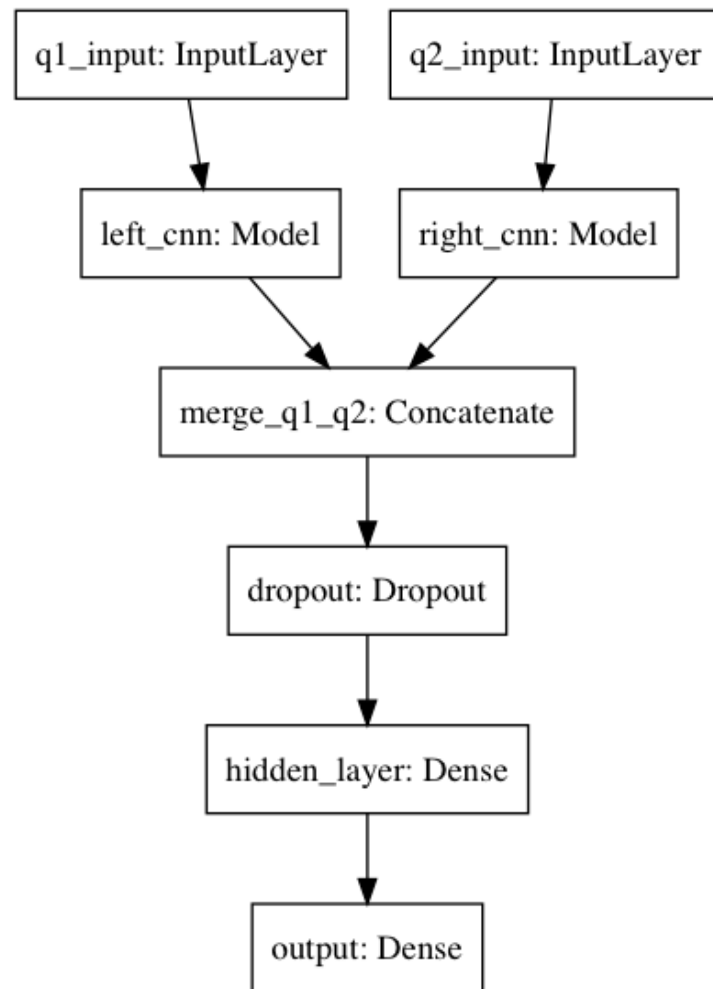 q1_input: InputLayer
q2_input: InputLayer
left_cnn: Model
right_cnn: Model
merge_q1_q2: Concatenate
dropout: Dropout
hidden_layer: Dense
output: Dense